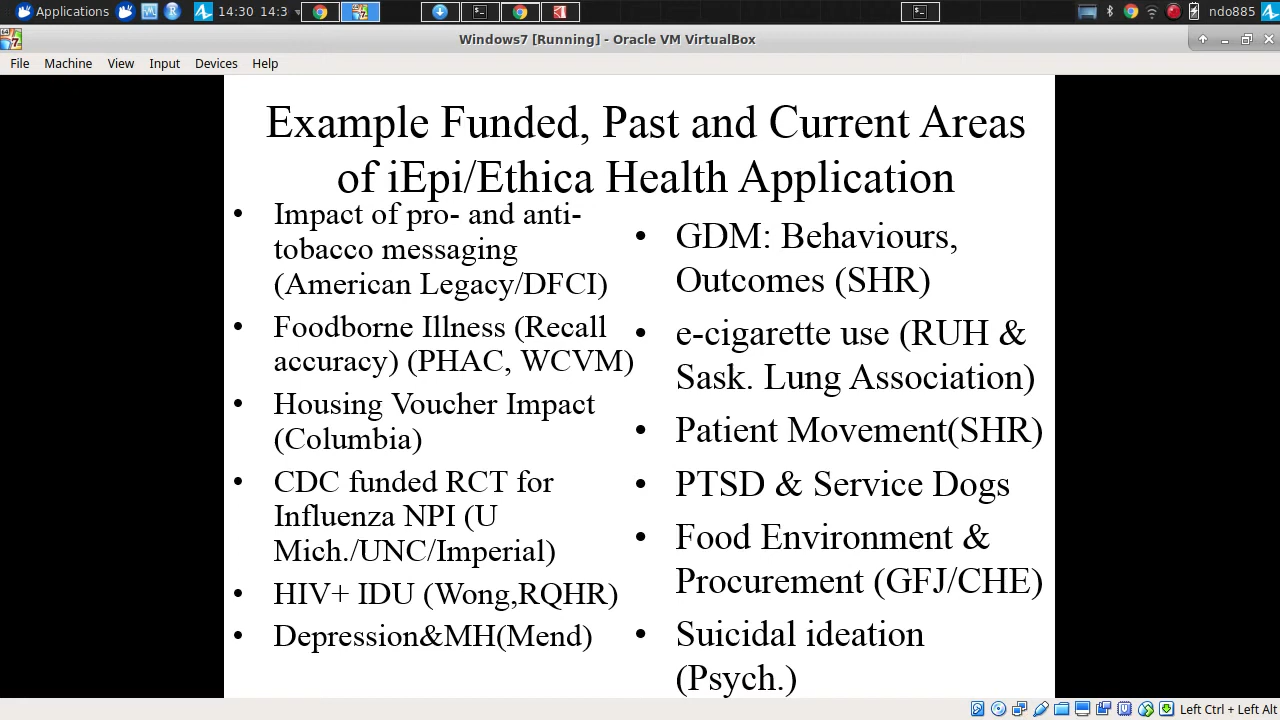 Applications 14:30 14:3 ndo885
Windows7 [Running] - Oracle VM VirtualBox
File Machine View Input Devices Help
Example Funded, Past and Current Areas
of iEpi/Ethica Health Application
• Impact of pro- and anti-
tobacco messaging
(American Legacy/DFCI)
• Foodborne Illness (Recall
accuracy) (PHAC, WCVM)
• Housing Voucher Impact
(Columbia)
• CDC funded RCT for
Influenza NPI (U
Mich./UNC/Imperial)
• HIV+ IDU (Wong,RQHR)
• Depression&MH(Mend)
• GDM: Behaviours,
Outcomes (SHR)
• e-cigarette use (RUH &
Sask. Lung Association)
• Patient Movement(SHR)
• PTSD & Service Dogs
• Food Environment &
Procurement (GFJ/CHE)
• Suicidal ideation
(Psych.)
Left Ctrl + Left Alt